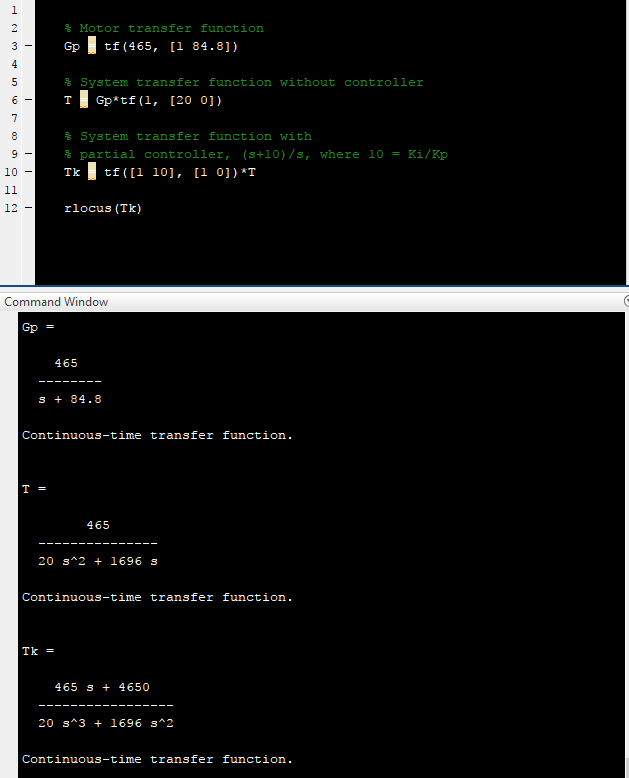 1
2 % Motor transfer function
3 – Gp = tf(465, [1 84.8])
4
5 % System transfer function without controller
6 – T = Gp*tf(1, [20 0])
7
8 % System transfer function with
9 – % partial controller, (s+10)/s, where 10 = Ki/Kp
10 – Tk = tf([1 10], [1 0])*T
11
12 – rlocus(Tk)
Command Window
Gp =
465
--------
s + 84.8
Continuous-time transfer function.
T =
465
---------------
20 s^2 + 1696 s
Continuous-time transfer function.
Tk =
465 s + 4650
-----------------
20 s^3 + 1696 s^2
Continuous-time transfer function.